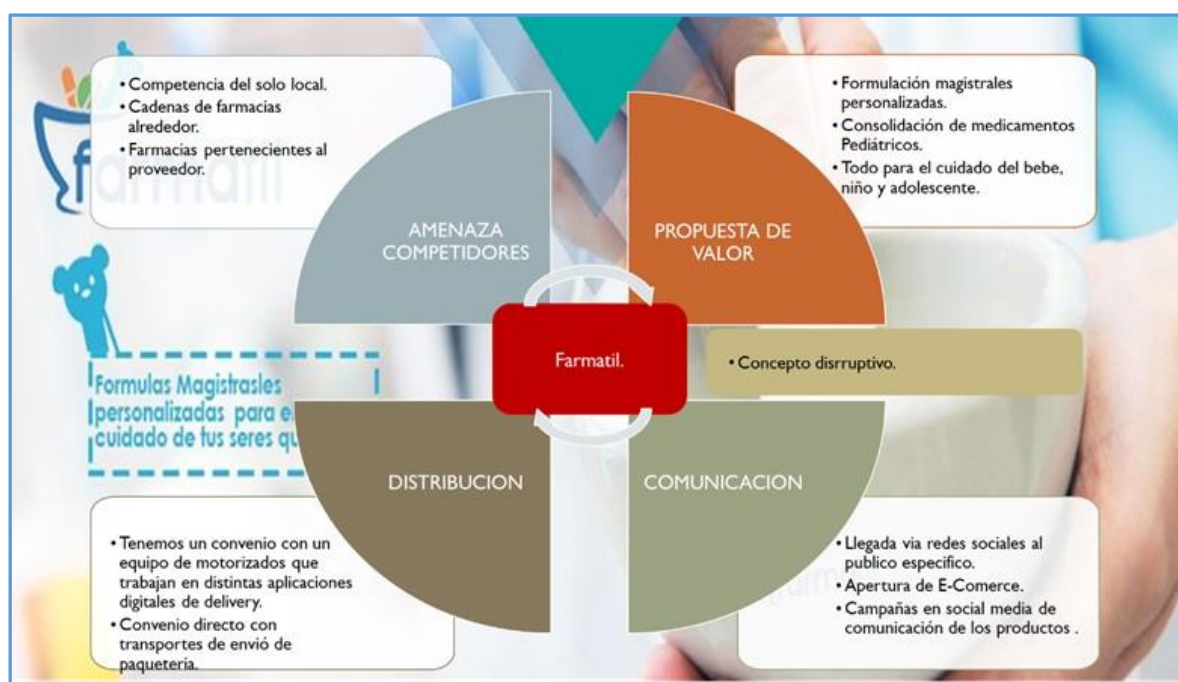 • Competencia del solo local.
• Cadenas de farmacias
alrededor.
• Farmacias pertenecientes al
proveedor.
• Formulación magistrales
personalizadas.
• Consolidación de medicamentos
Pediátricos.
• Todo para el cuidado del bebe,
niño y adolescente.
AMENAZA
COMPETIDORES
PROPUESTA DE
VALOR
Farmatil.
• Concepto disrruptivo.
Formulas Magistrasles
personalizadas para e
cuidado de tus seres qu
DISTRIBUCION
COMUNICACION
• Tenemos un convenio con un
equipo de motorizados que
trabajan en distintas aplicaciones
digitales de delivery.
• Convenio directo con
transportes de envió de
paqueteria.
• Llegada via redes sociales al
publico especifico.
• Apertura de E-Comerce.
• Campañas en social media de
comunicación de los productos .